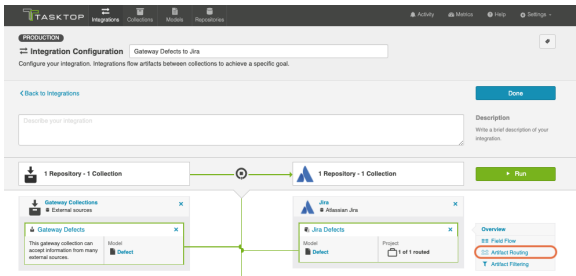 TASKTOP
Integrations
Collections
Models
Repositories
Activity
Metrics
Help
Settings
PRODUCTION
Integration Configuration
Gateway Defects to Jira
Configure your integration. Integrations flow artifacts between collections to achieve a specific goal.
Back to Integrations
Done
Describe your integration
Description
Write a brief description of your
integration.
1 Repository - 1 Collection
1 Repository - 1 Collection
Run
Gateway Collections
External sources
Jira
Atlassian Jira
Gateway Defects
This gateway collection can
accept information from many
external sources.
Model
Defect
Jira Defects
Model
Defect
Project
1 of 1 routed
Overview
Field Flow
Artifact Routing
Artifact Filtering